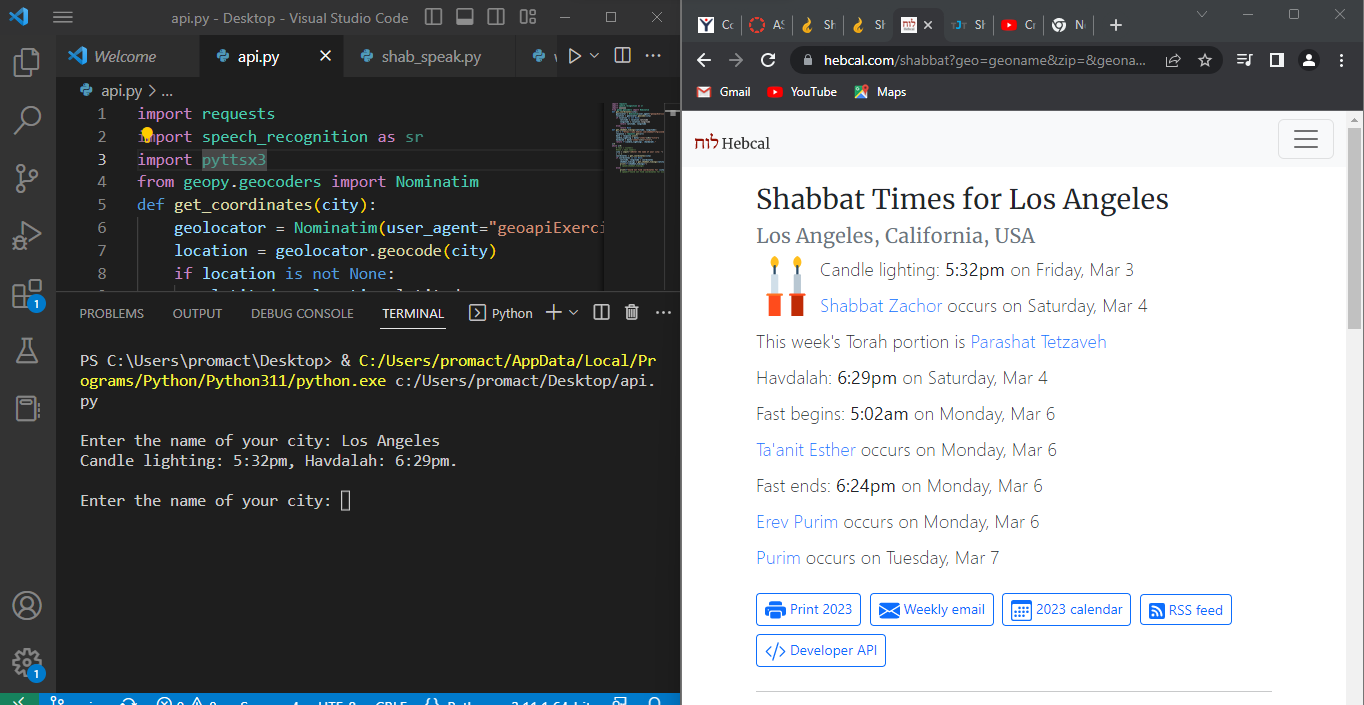 api.py - Desktop - Visual Studio Code
Welcome
api.py
shab_speak.py
api.py > ...
1 import requests
2 import speech_recognition as sr
3 import pyttsx3
4 from geopy.geocoders import Nominatim
5 def get_coordinates(city):
6 geolocator = Nominatim(user_agent="geoapiExerci
7 location = geolocator.geocode(city)
8 if location is not None:
PROBLEMS OUTPUT DEBUG CONSOLE TERMINAL Python
PS C:\Users\promact\Desktop> & C:/Users/promact/AppData/Local/Pr
ograms/Python/Python311/python.exe c:/Users/promact/Desktop/api.
py
Enter the name of your city: Los Angeles
Candle lighting: 5:32pm, Havdalah: 6:29pm.
Enter the name of your city:
1
1
hebcal.com/shabbat?geo=geoname&zip=&geona...
Gmail YouTube Maps
לוח Hebcal
Shabbat Times for Los Angeles
Los Angeles, California, USA
Candle lighting: 5:32pm on Friday, Mar 3
Shabbat Zachor occurs on Saturday, Mar 4
This week's Torah portion is Parashat Tetzaveh
Havdalah: 6:29pm on Saturday, Mar 4
Fast begins: 5:02am on Monday, Mar 6
Ta'anit Esther occurs on Monday, Mar 6
Fast ends: 6:24pm on Monday, Mar 6
Erev Purim occurs on Monday, Mar 6
Purim occurs on Tuesday, Mar 7
Print 2023 Weekly email 2023 calendar RSS feed
Developer API